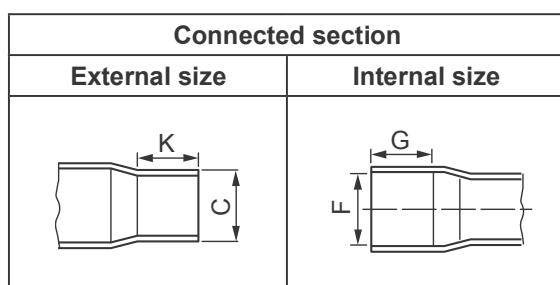 Connected section
External size
Internal size
K
C
G
F